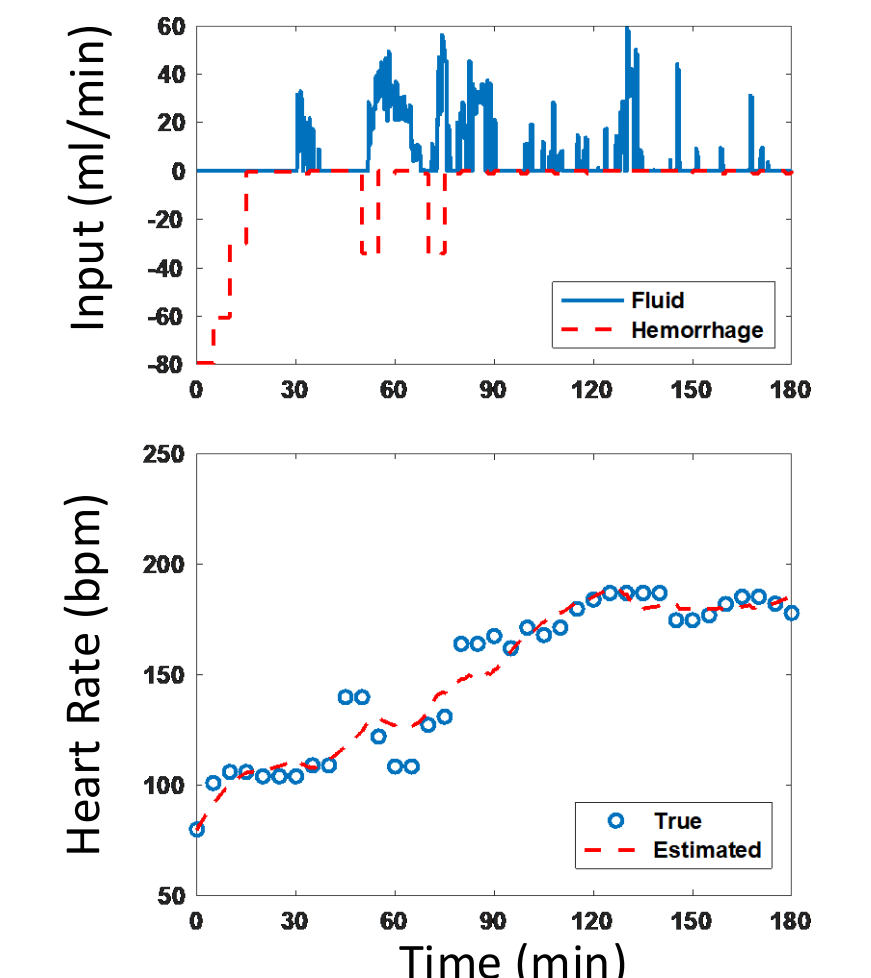 Input (ml/min)
60
40
20
0
-20
-40
-60
-80
Fluid
Hemorrhage
0 30 60 90 120 150 180
Heart Rate (bpm)
250
200
150
100
50
True
Estimated
0 30 60 90 120 150 180
Time (min)